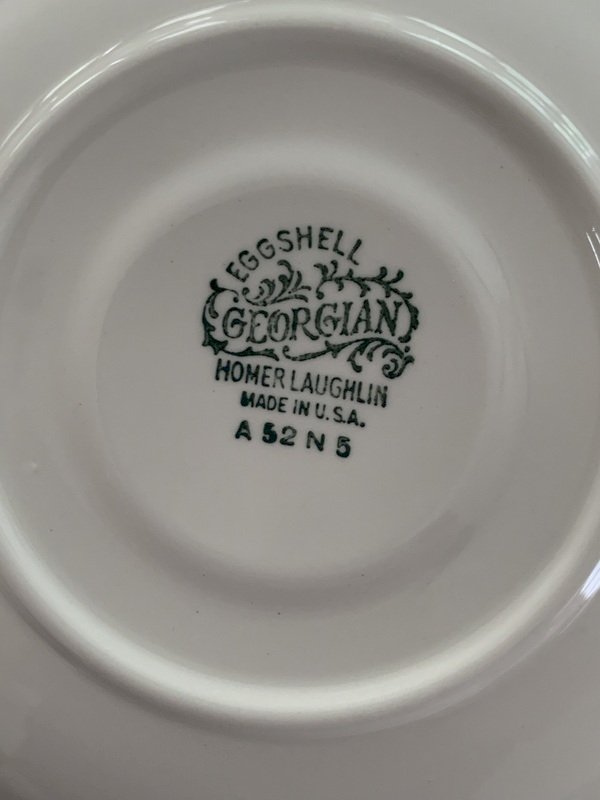 EGGSHELL
GEORGIAN
HOMER LAUGHLIN
MADE IN U.S.A.
A 52 N 5